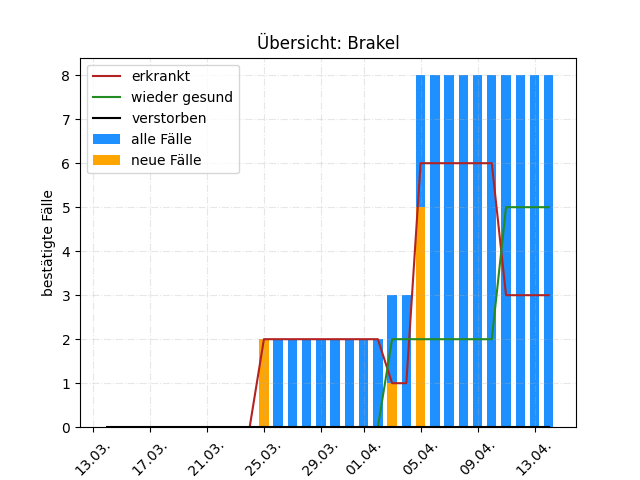 Übersicht: Brakel
erkrankt
wieder gesund
verstorben
alle Fälle
neue Fälle
bestätigte Fälle
8
7
6
5
4
3
2
1
0
13.03.
17.03.
21.03.
25.03.
29.03.
01.04.
05.04.
09.04.
13.04.